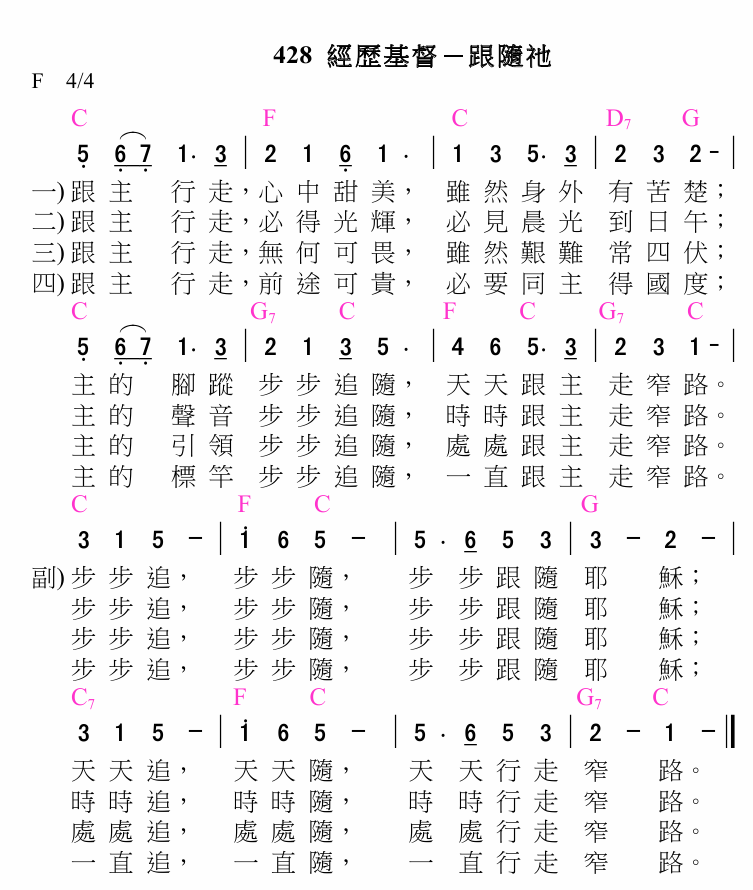 428 經歷基督－跟隨祂
F 4/4
C F C D7 G
5 6 7 1. 3 | 2 1 6 1 . | 1 3 5. 3 | 2 3 2 - |
一) 跟 主 行 走，心 中 甜 美， 雖 然 身 外 有 苦 楚；
二) 跟 主 行 走，必 得 光 輝， 必 見 晨 光 到 日 午；
三) 跟 主 行 走，無 何 可 畏， 雖 然 艱 難 常 四 伏；
四) 跟 主 行 走，前 途 可 貴， 必 要 同 主 得 國 度；
C G7 C F C G7 C
5 6 7 1. 3 | 2 1 3 5 . | 4 6 5. 3 | 2 3 1 - |
主 的 腳 蹤 步 步 追 隨， 天 天 跟 主 走 窄 路。
主 的 聲 音 步 步 追 隨， 時 時 跟 主 走 窄 路。
主 的 引 領 步 步 追 隨， 處 處 跟 主 走 窄 路。
主 的 標 竿 步 步 追 隨， 一 直 跟 主 走 窄 路。
C F C G
3 1 5 - | 1 6 5 - | 5 . 6 5 3 | 3 - 2 - |
副) 步 步 追， 步 步 隨， 步 步 跟 隨 耶 穌；
步 步 追， 步 步 隨， 步 步 跟 隨 耶 穌；
步 步 追， 步 步 隨， 步 步 跟 隨 耶 穌；
步 步 追， 步 步 隨， 步 步 跟 隨 耶 穌；
C7 F C G7 C
3 1 5 - | 1 6 5 - | 5 . 6 5 3 | 2 - 1 - ‖
天 天 追， 天 天 隨， 天 天 行 走 窄 路。
時 時 追， 時 時 隨， 時 時 行 走 窄 路。
處 處 追， 處 處 隨， 處 處 行 走 窄 路。
一 直 追， 一 直 隨， 一 直 行 走 窄 路。